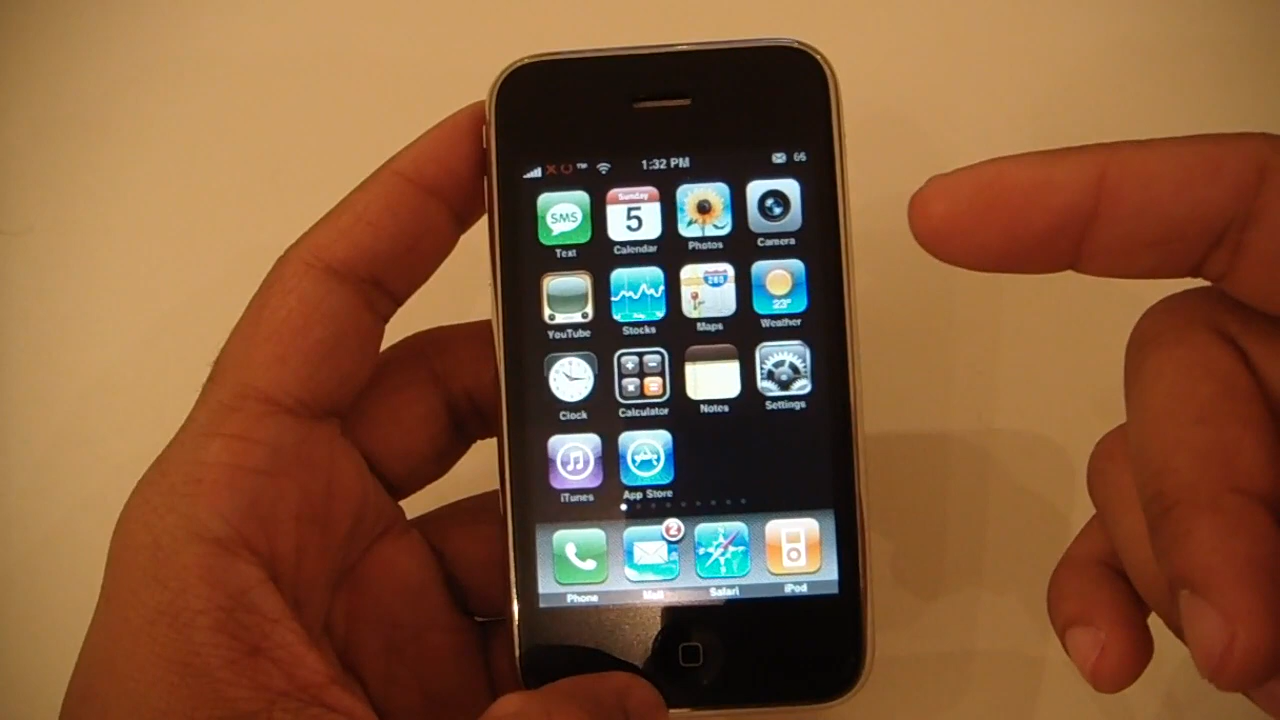 1:32 PM 66
SMS Sunday 5
Text Calendar Photos Camera
280 23°
YouTube Stocks Maps Weather
Clock Calculator Notes Settings
iTunes App Store
2
Phone Mail Safari iPod